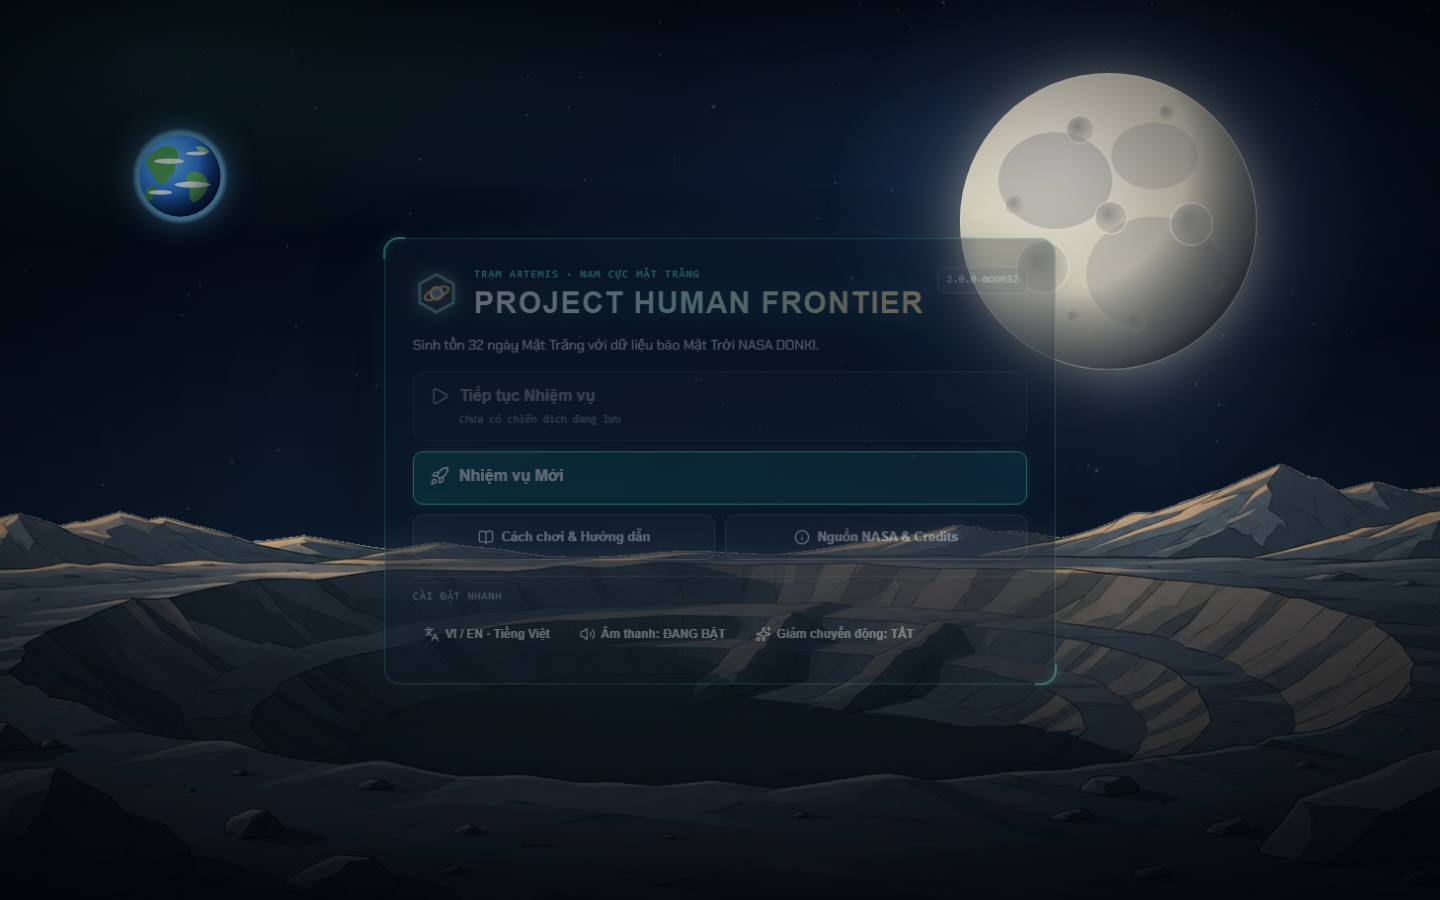 TRẠM ARTEMIS · NAM CỰC MẶT TRĂNG
PROJECT HUMAN FRONTIER
2.0.0-moon32
Sinh tồn 32 ngày Mặt Trăng với dữ liệu bão Mặt Trời NASA DONKI.
Tiếp tục Nhiệm vụ
Chưa có chiến dịch đang lưu
Nhiệm vụ Mới
Cách chơi & Hướng dẫn
Nguồn NASA & Credits
CÀI ĐẶT NHANH
VI / EN · Tiếng Việt
Âm thanh: ĐANG BẬT
Giảm chuyển động: TẮT